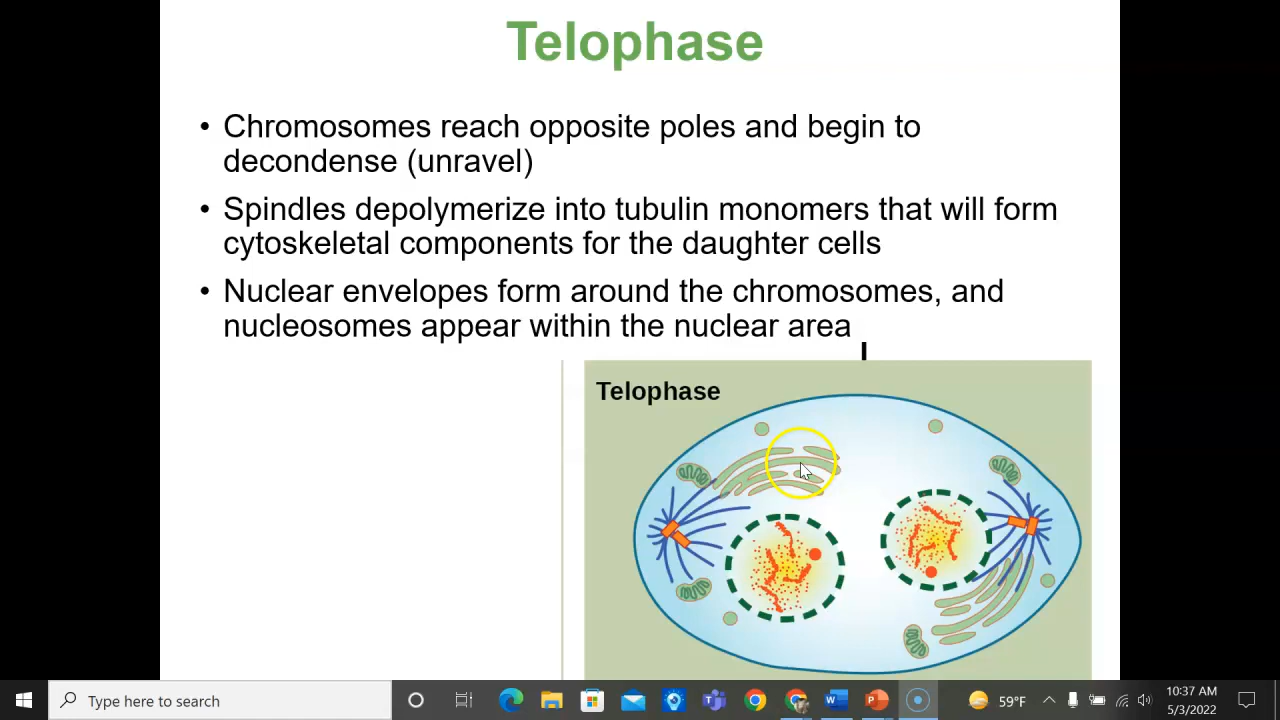 Telophase
• Chromosomes reach opposite poles and begin to
decondense (unravel)
• Spindles depolymerize into tubulin monomers that will form
cytoskeletal components for the daughter cells
• Nuclear envelopes form around the chromosomes, and
nucleosomes appear within the nuclear area
Telophase
Type here to search
59°F
10:37 AM
5/3/2022